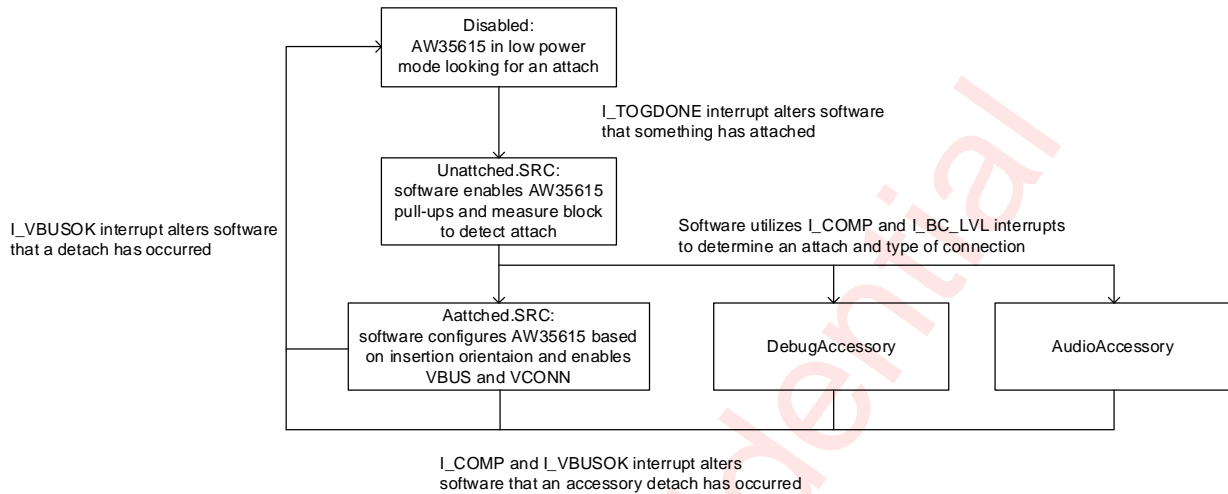 Disabled:
AW35615 in low power
mode looking for an attach
I_TOGDONE interrupt alters software
that something has attached
Unattched.SRC:
software enables AW35615
pull-ups and measure block
to detect attach
I_VBUSOK interrupt alters software
that a detach has occurred
Software utilizes I_COMP and I_BC_LVL interrupts
to determine an attach and type of connection
Aattched.SRC:
software configures AW35615 based
on insertion orientaion and enables
VBUS and VCONN
DebugAccessory
AudioAccessory
I_COMP and I_VBUSOK interrupt alters
software that an accessory detach has occurred
ential